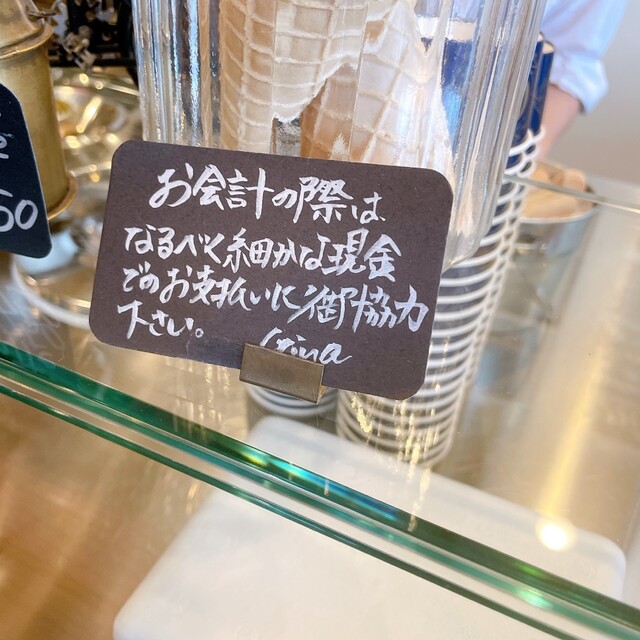 お会計の際は
なるべく細かな現金
でのお支払いに御協力
下さい。
50